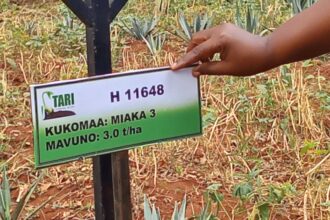 TARI
H 11648
KUKOMAA: MIAKA 3
MAVUNO: 3.0 t/ha